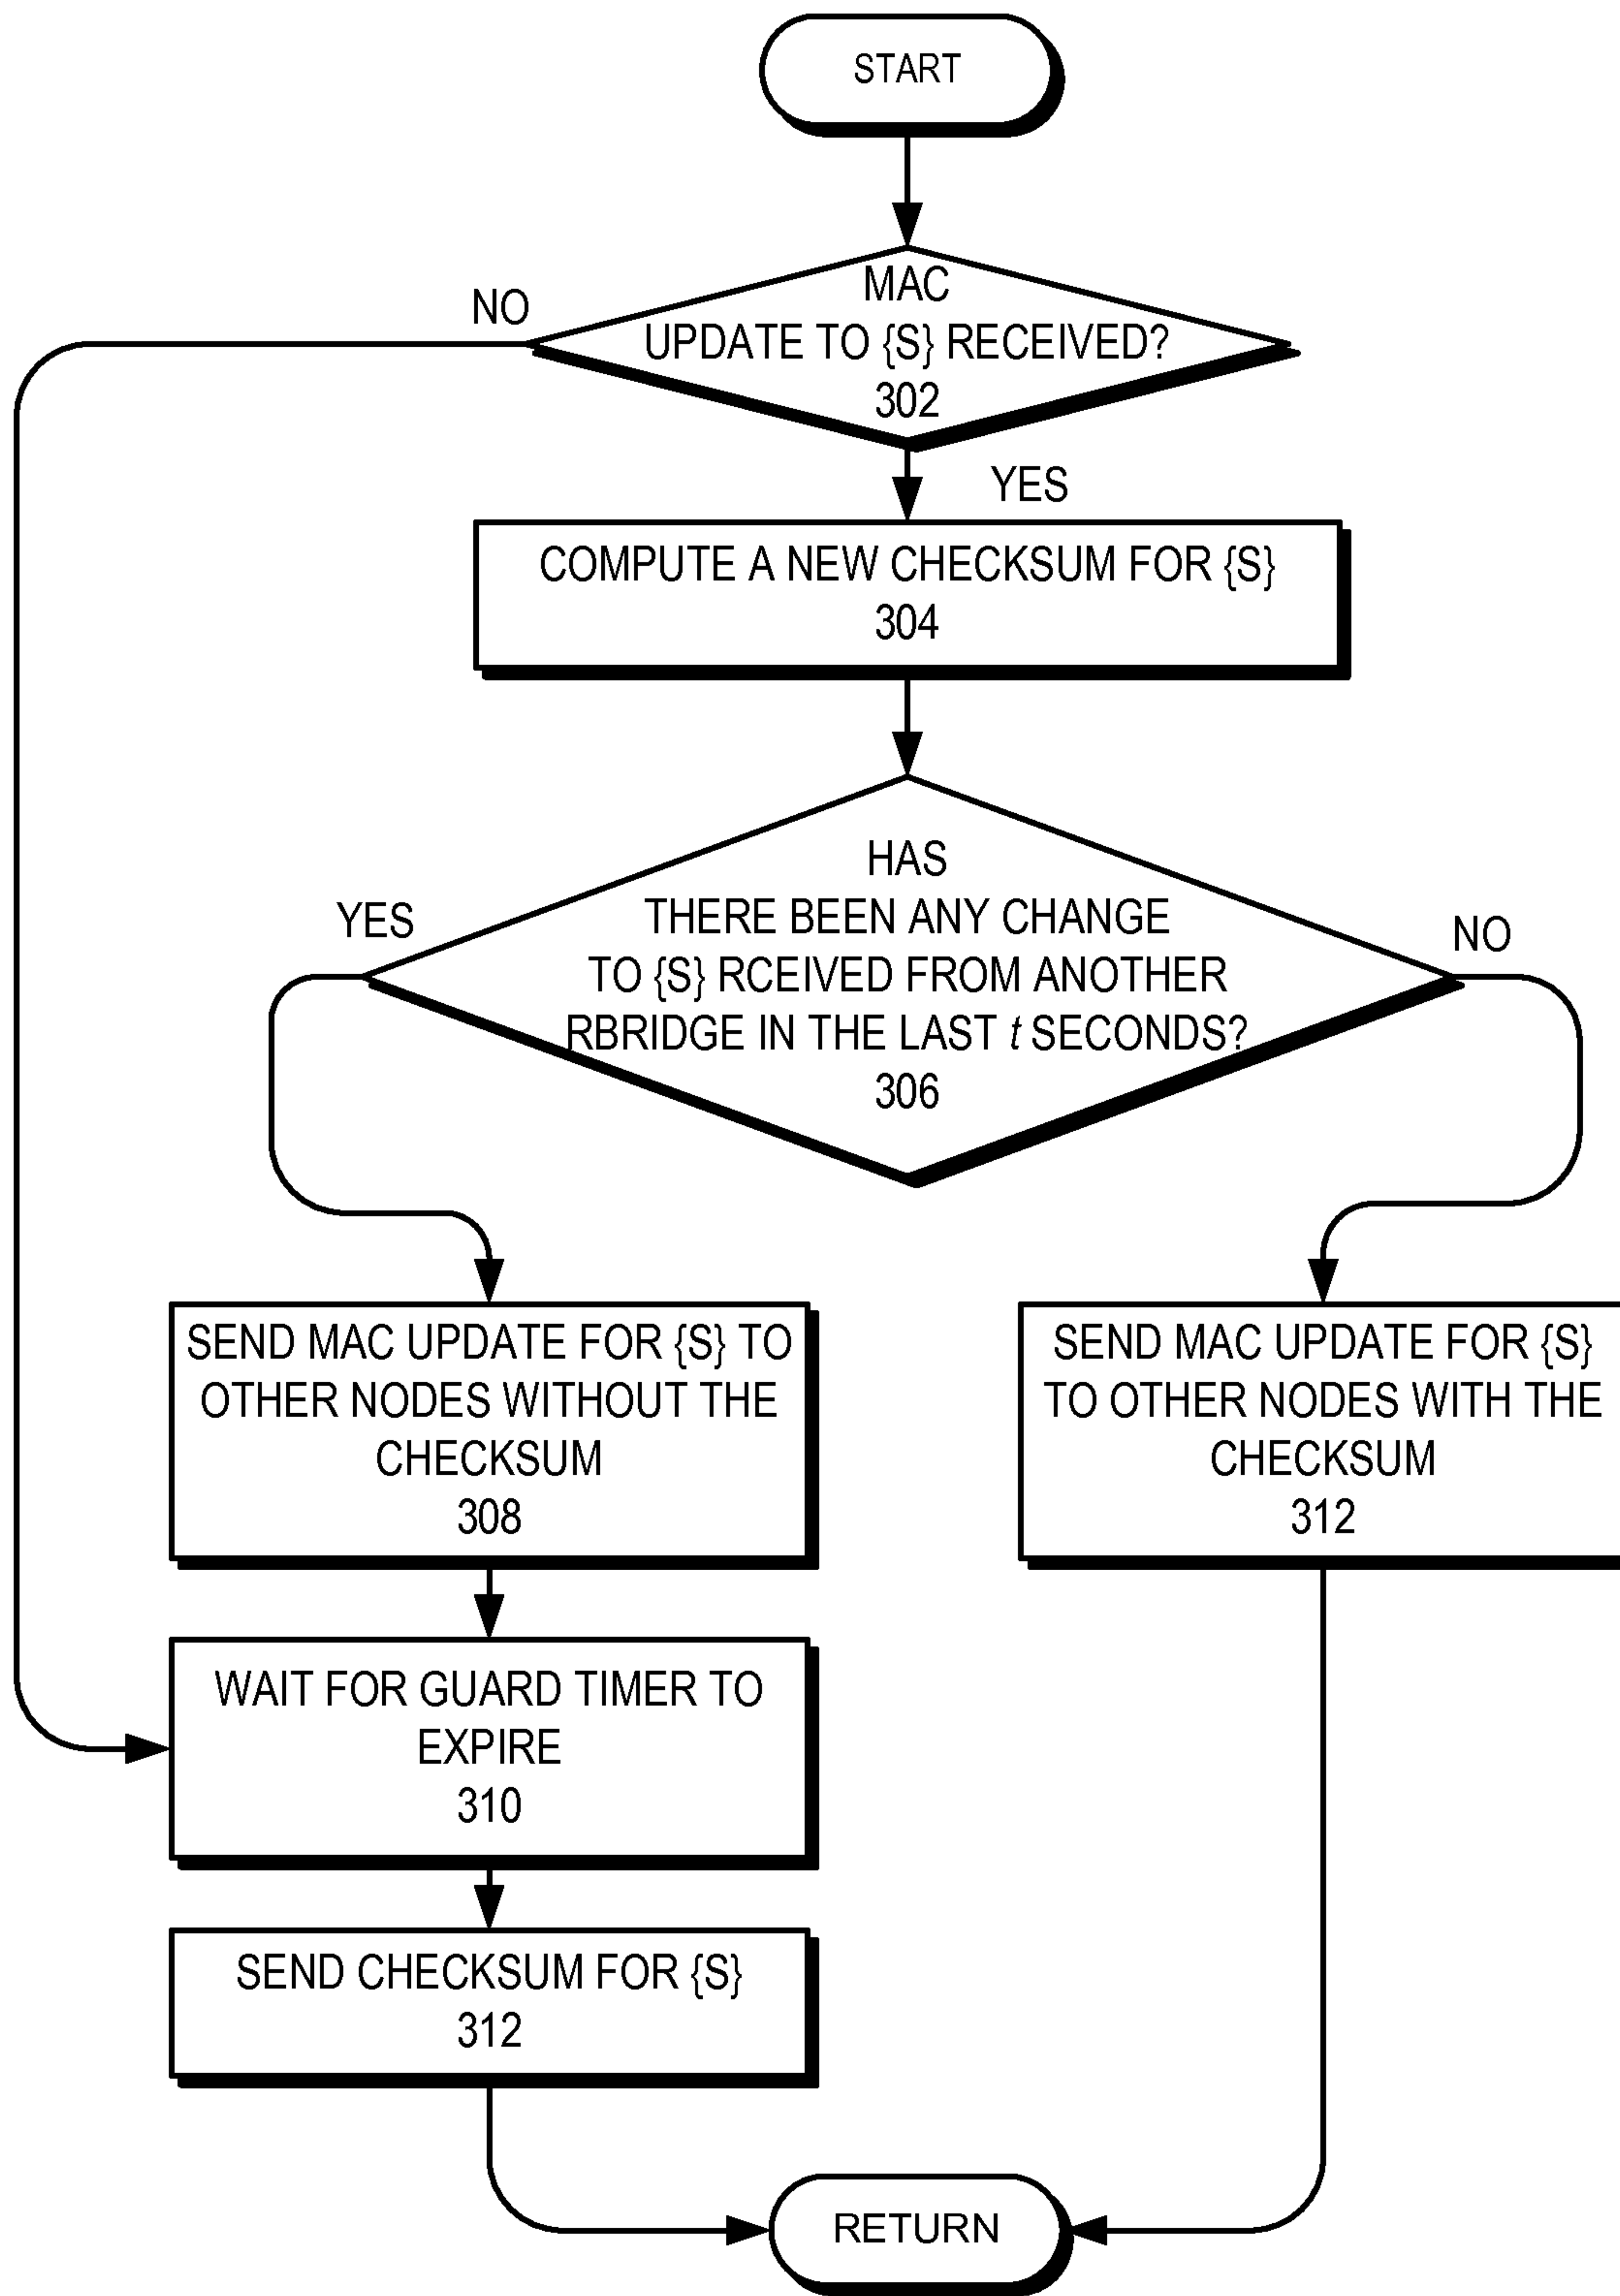 START
NO
MAC
UPDATE TO {S} RECEIVED?
302
YES
COMPUTE A NEW CHECKSUM FOR {S}
304
HAS
THERE BEEN ANY CHANGE
TO {S} RCEIVED FROM ANOTHER
RBRIDGE IN THE LAST t SECONDS?
306
YES
NO
SEND MAC UPDATE FOR {S} TO
OTHER NODES WITHOUT THE
CHECKSUM
308
SEND MAC UPDATE FOR {S}
TO OTHER NODES WITH THE
CHECKSUM
312
WAIT FOR GUARD TIMER TO
EXPIRE
310
SEND CHECKSUM FOR {S}
312
RETURN